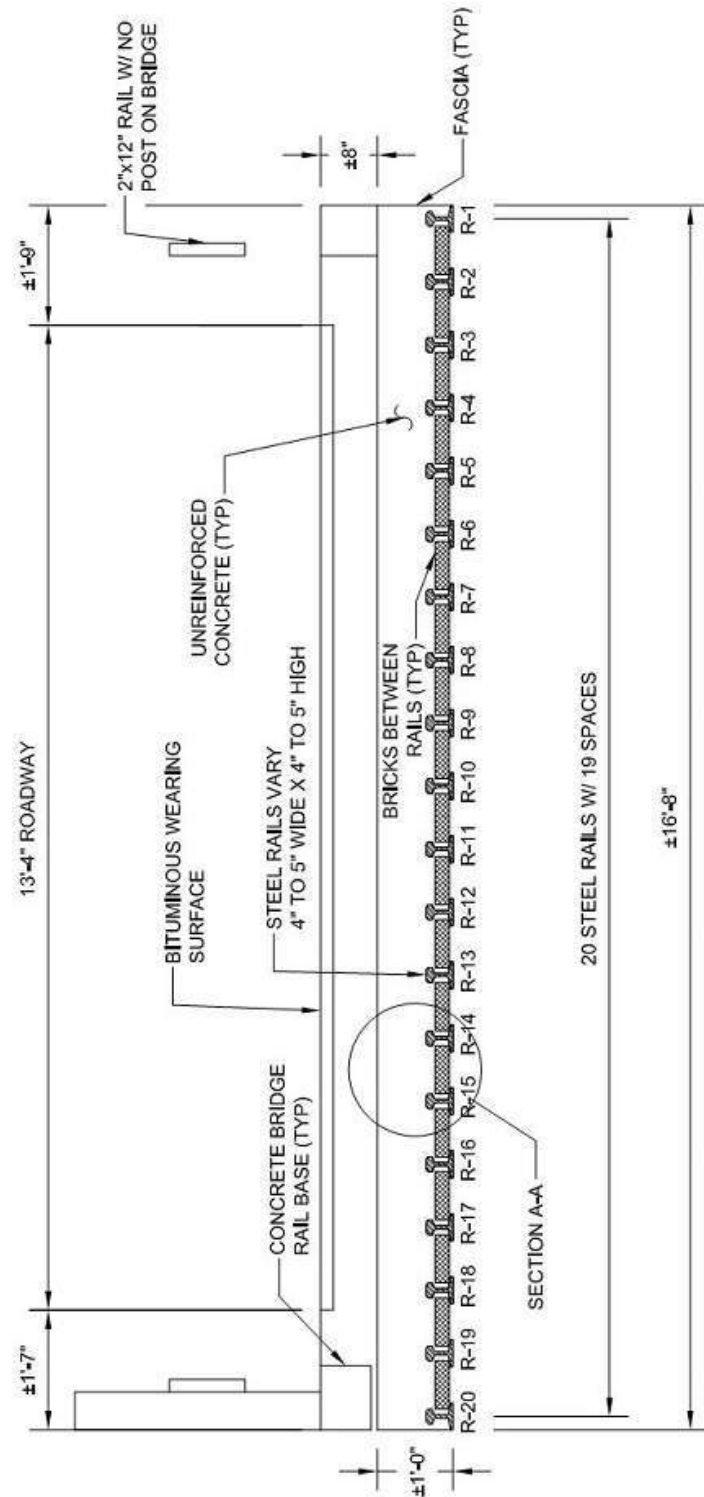 ±1'-7"
13'-4" ROADWAY
±1'-9"
2"x12" RAIL W/ NO
POST ON BRIDGE
BITUMINOUS WEARING
SURFACE
UNREINFORCED
CONCRETE (TYP)
CONCRETE BRIDGE
RAIL BASE (TYP)
STEEL RAILS VARY
4" TO 5" WIDE X 4" TO 5" HIGH
±8"
BRICKS BETWEEN
RAILS (TYP)
FASCIA (TYP)
±1'-0"
R-20 R-19 R-18 R-17 R-16 R-15 R-14 R-13 R-12 R-11 R-10 R-9 R-8 R-7 R-6 R-5 R-4 R-3 R-2 R-1
SECTION A-A
20 STEEL RAILS W/ 19 SPACES
±16'-8"